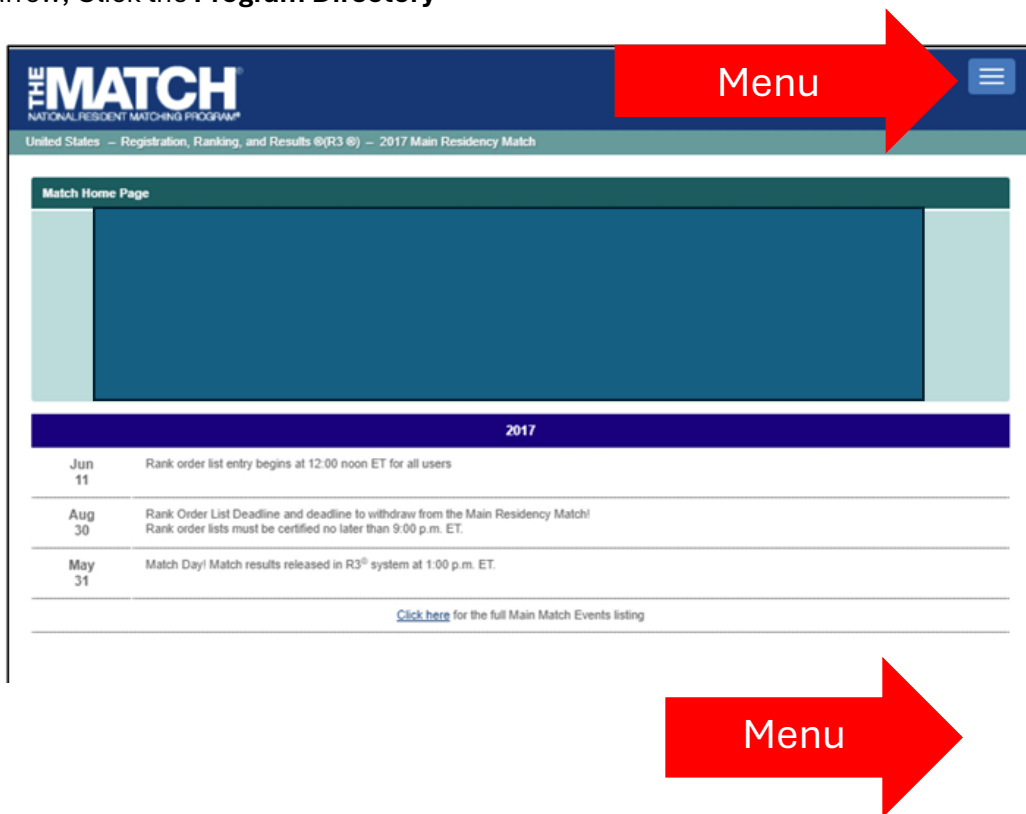 Click the Program Directory
THE MATCH®
NATIONAL RESIDENT MATCHING PROGRAM®
Menu
United States – Registration, Ranking, and Results ®(R3 ®) – 2017 Main Residency Match
Match Home Page
2017
Jun 11 Rank order list entry begins at 12:00 noon ET for all users
Aug 30 Rank Order List Deadline and deadline to withdraw from the Main Residency Match!
Rank order lists must be certified no later than 9:00 p.m. ET.
May 31 Match Day! Match results released in R3® system at 1:00 p.m. ET.
Click here for the full Main Match Events listing
Menu